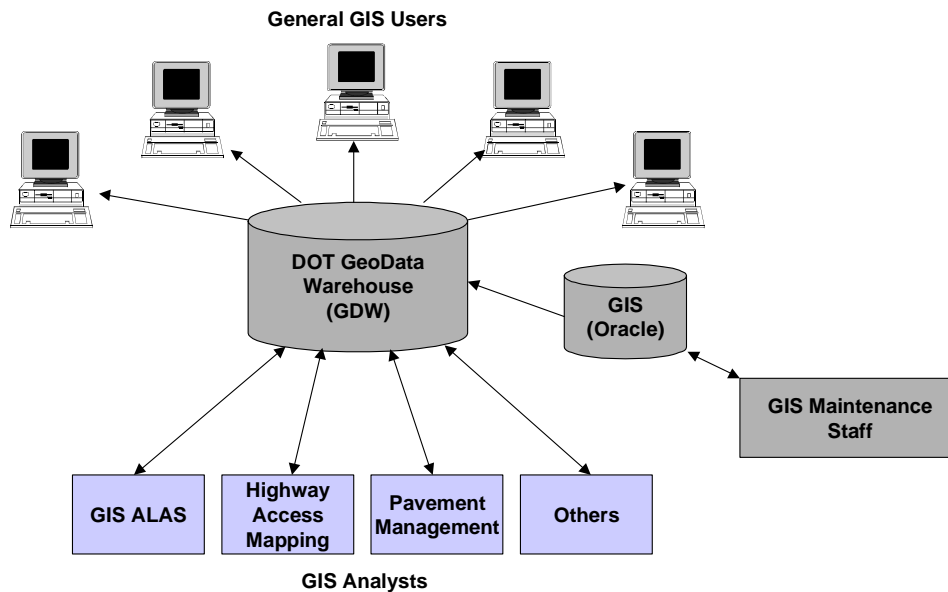 General GIS Users
DOT GeoData
Warehouse
(GDW)
GIS
(Oracle)
GIS Maintenance
Staff
GIS ALAS
Highway
Access
Mapping
Pavement
Management
Others
GIS Analysts